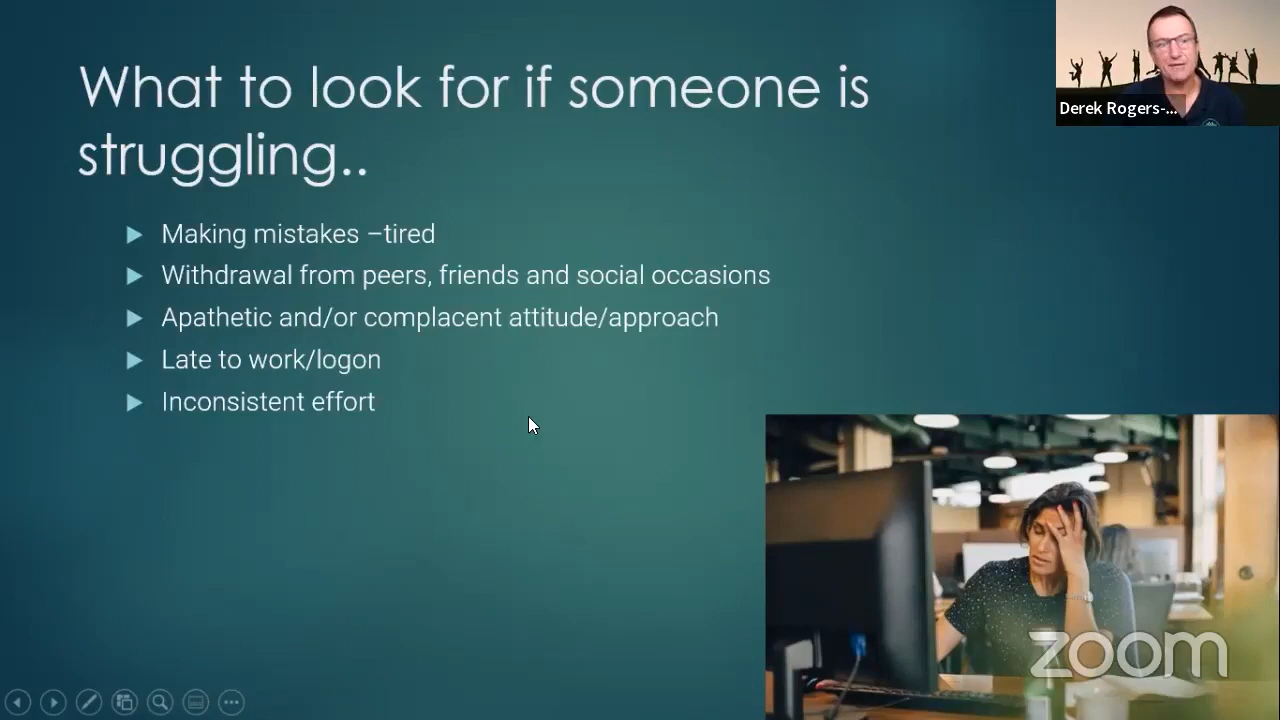 What to look for if someone is
struggling..
Making mistakes –tired
Withdrawal from peers, friends and social occasions
Apathetic and/or complacent attitude/approach
Late to work/logon
Inconsistent effort
Derek Rogers-...
zoom